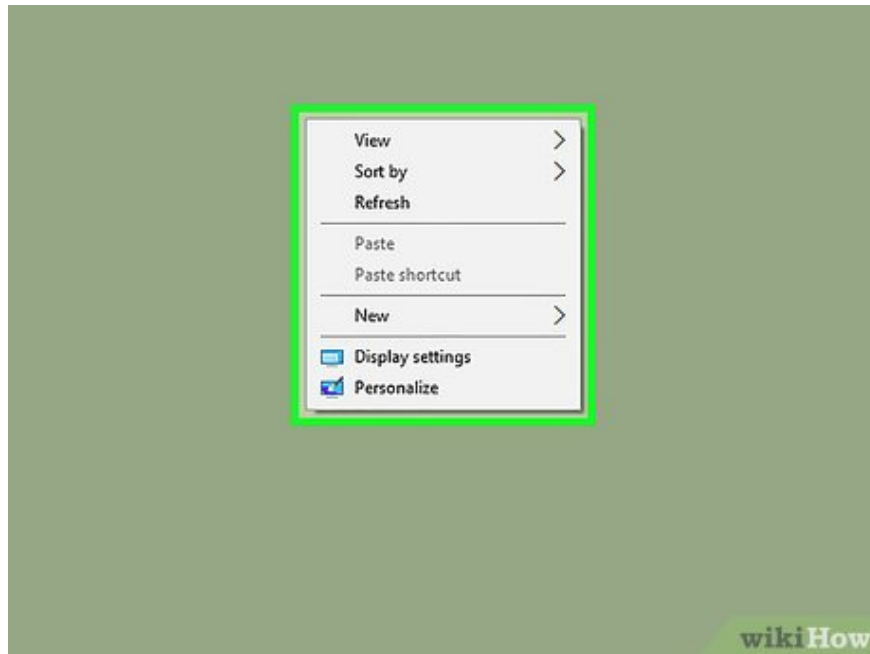 View
Sort by
Refresh
Paste
Paste shortcut
New
Display settings
Personalize
wikiHow